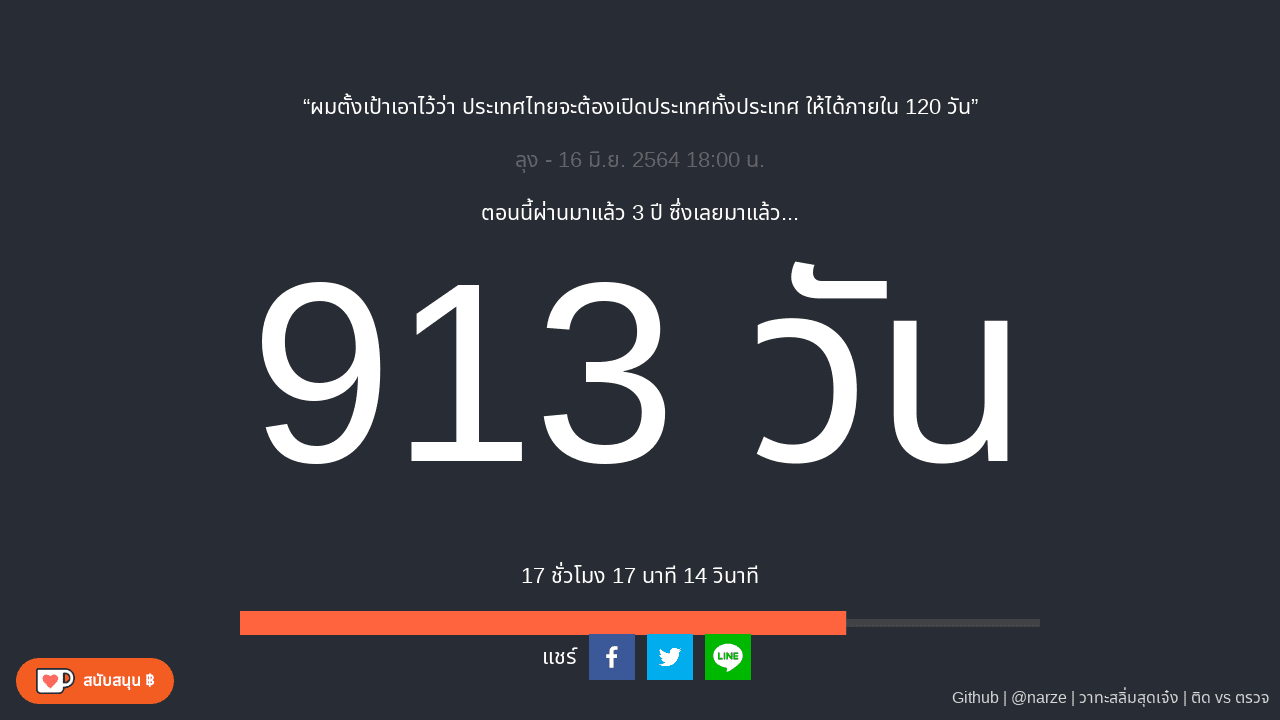 “ผมตั้งเป้าเอาไว้ว่า ประเทศไทยจะต้องเปิดประเทศทั้งประเทศ ให้ได้ภายใน 120 วัน”
ลุง - 16 มิ.ย. 2564 18:00 น.
ตอนนี้ผ่านมาแล้ว 3 ปี ซึ่งเลยมาแล้ว...
913 วัน
17 ชั่วโมง 17 นาที 14 วินาที
แชร์
LINE
สนับสนุน ฿
Github | @narze | วาทะสลิ่มสุดเจ๋ง | ติด vs ตรวจ